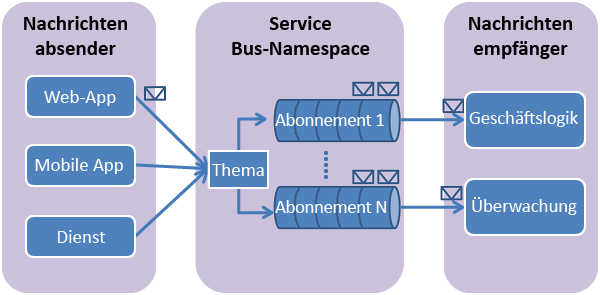 Nachrichten
absender
Web-App
Mobile App
Dienst
Service
Bus-Namespace
Thema
Abonnement 1
Abonnement N
Nachrichten
empfänger
Geschäftslogik
Überwachung